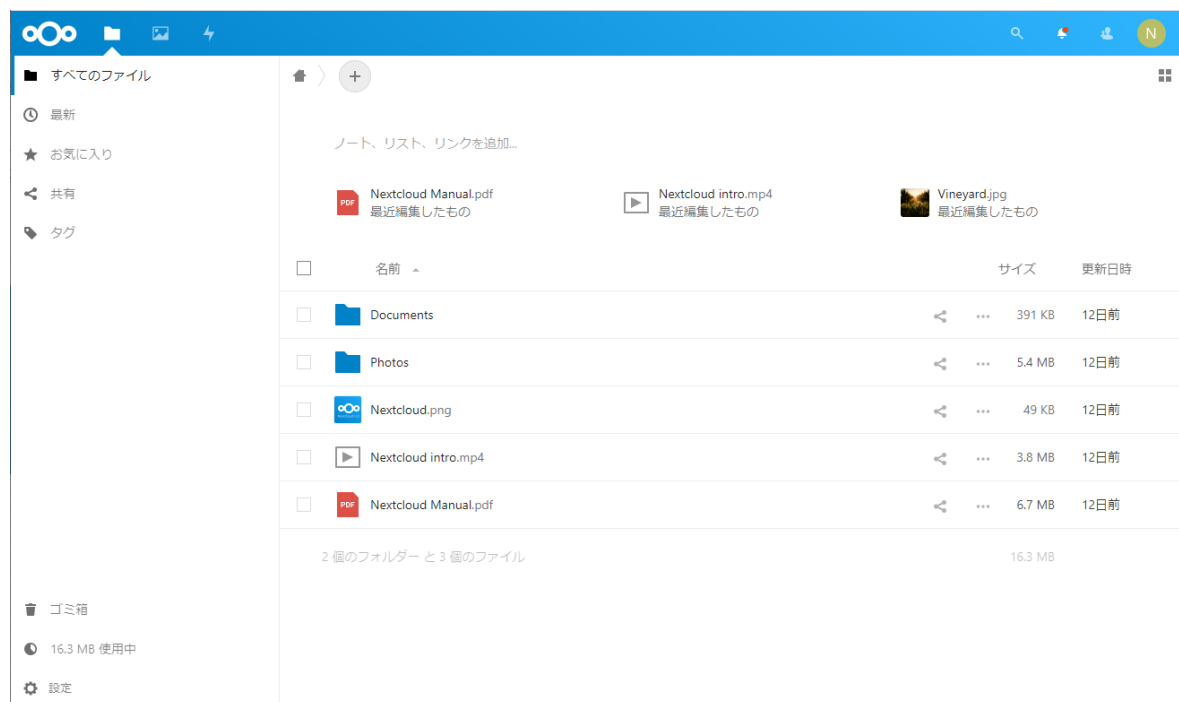 N
すべてのファイル
最新
お気に入り
共有
タグ
+
ノート、リスト、リンクを追加...
PDF Nextcloud Manual.pdf
最近編集したもの
Nextcloud intro.mp4
最近編集したもの
Vineyard.jpg
最近編集したもの
名前 サイズ 更新日時
Documents 391 KB 12日前
Photos 5.4 MB 12日前
Nextcloud.png 49 KB 12日前
Nextcloud intro.mp4 3.8 MB 12日前
PDF Nextcloud Manual.pdf 6.7 MB 12日前
2 個のフォルダー と 3 個のファイル 16.3 MB
ゴミ箱
16.3 MB 使用中
設定